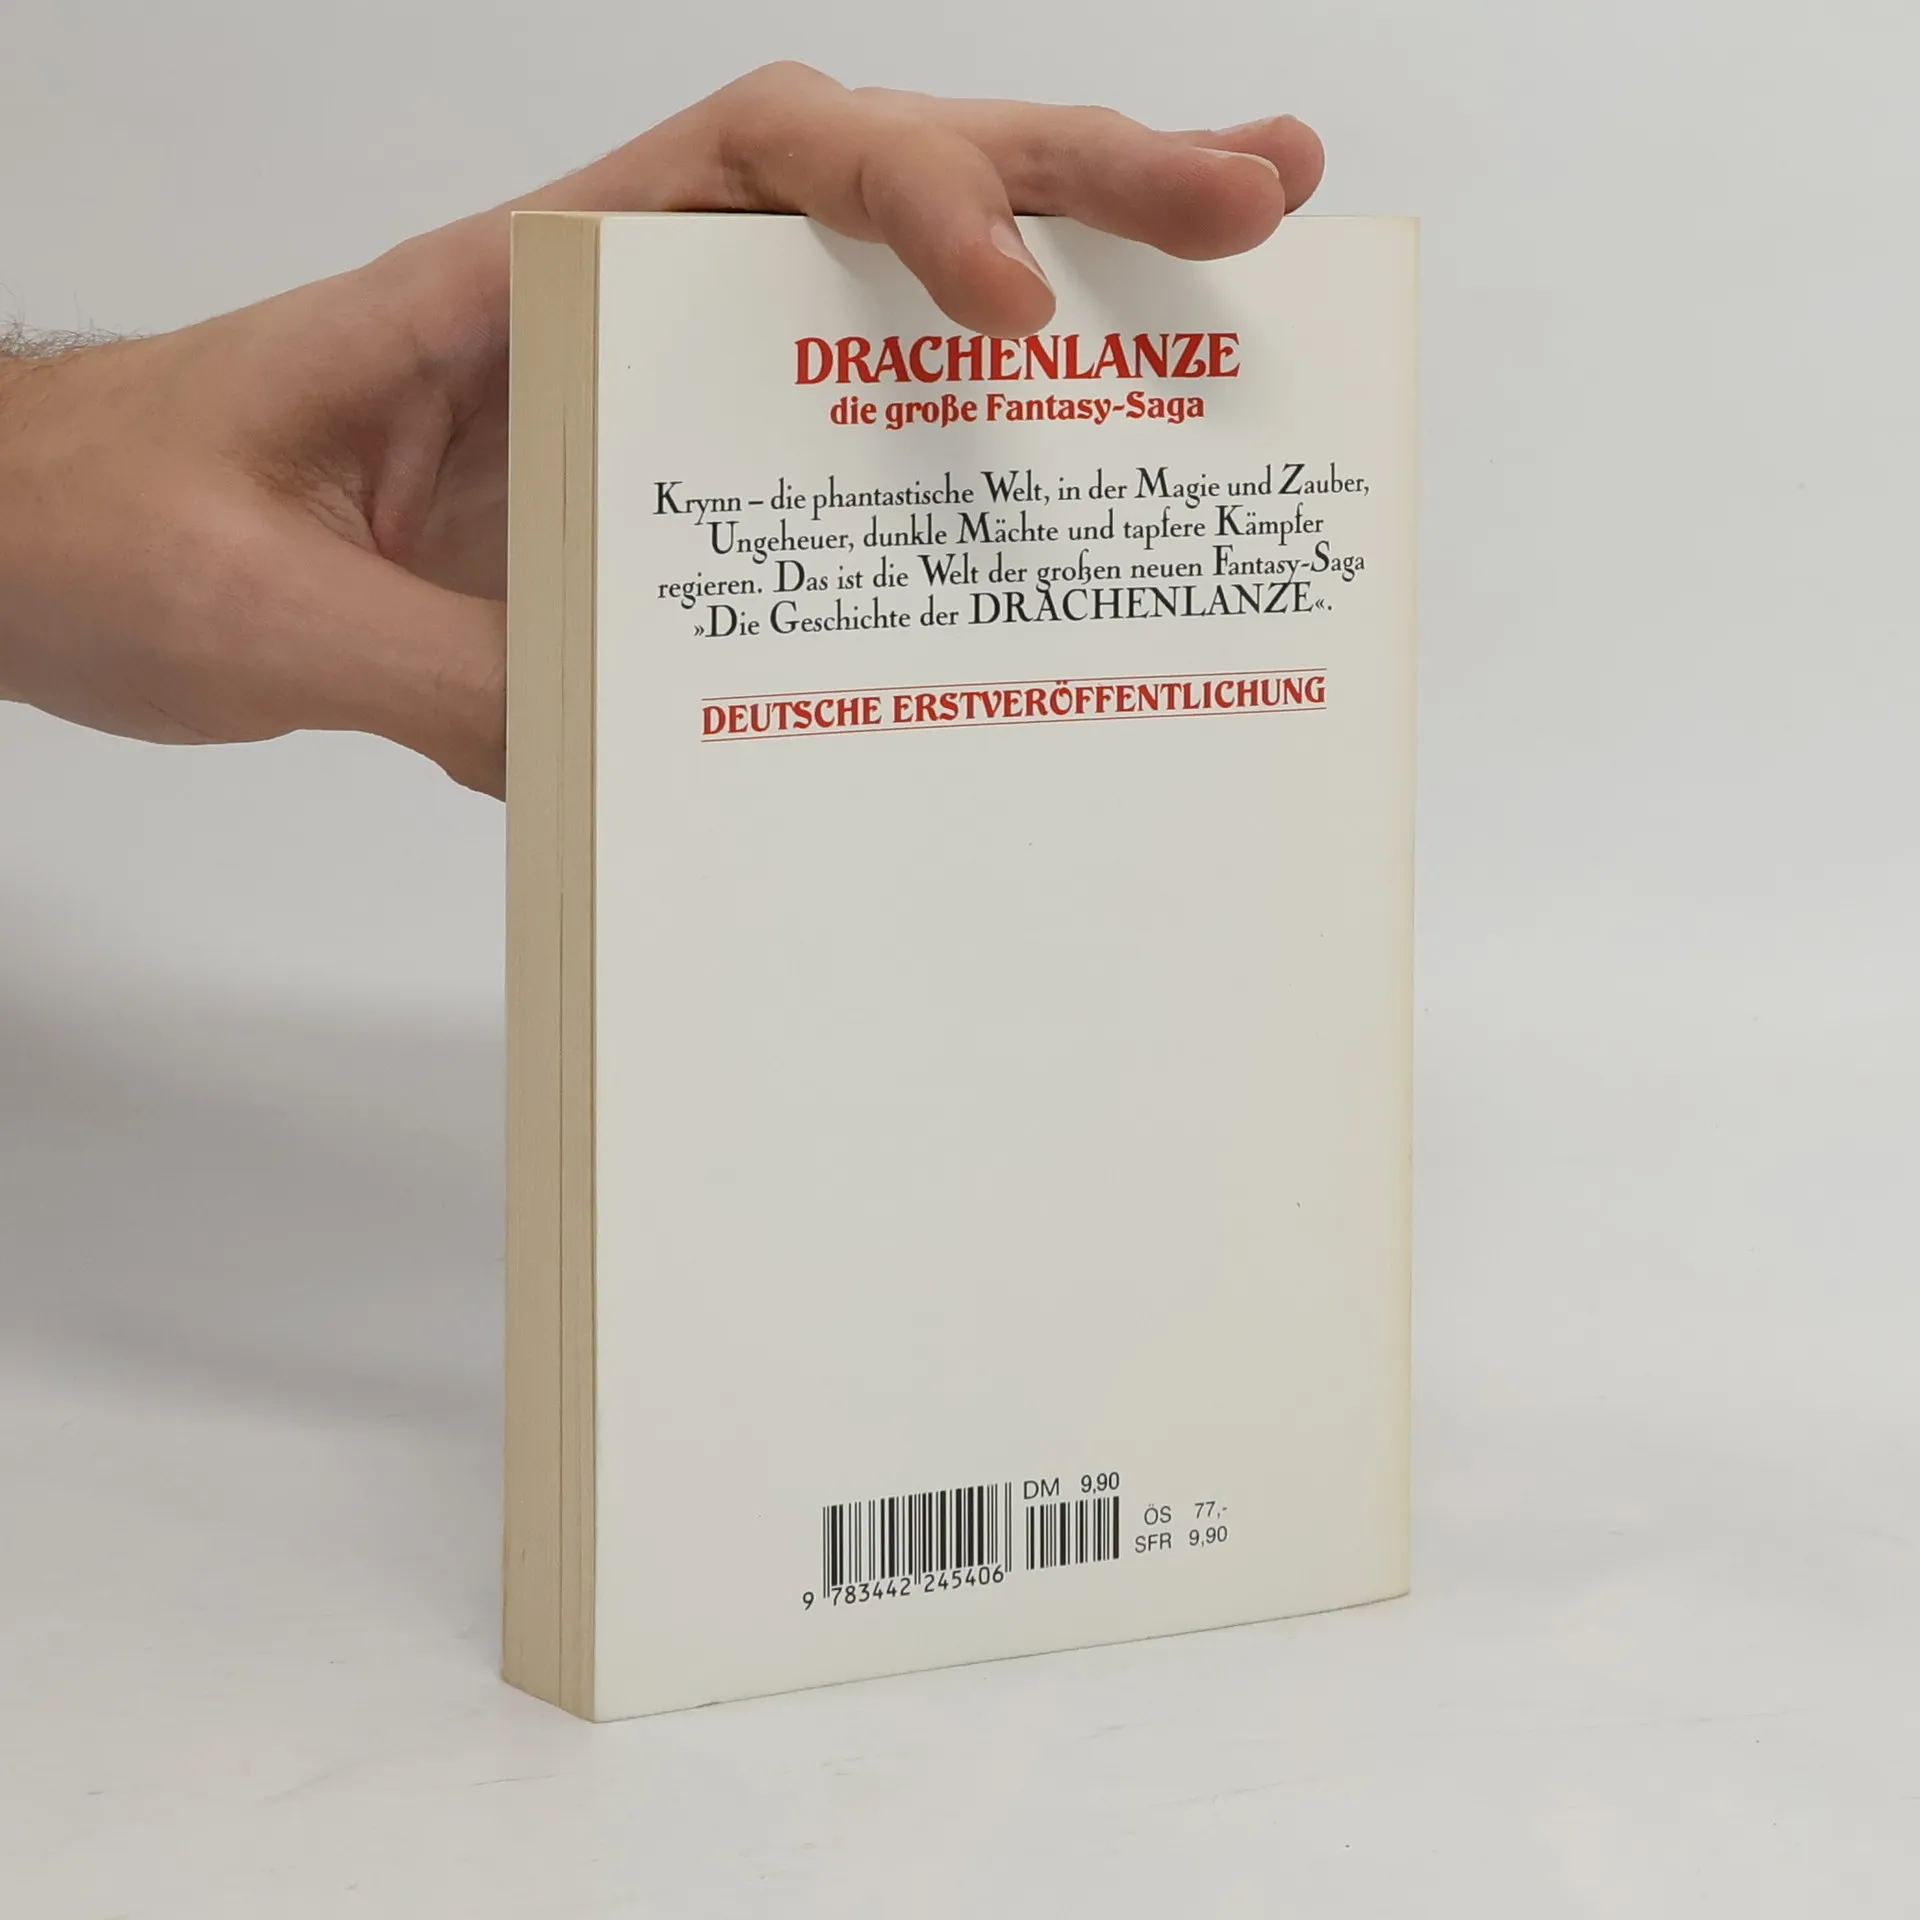 DRACHENLANZE
die große Fantasy-Saga
Krynn – die phantastische Welt, in der Magie und Zauber,
Ungeheuer, dunkle Mächte und tapfere Kämpfer
regieren. Das ist die Welt der großen neuen Fantasy-Saga
»Die Geschichte der DRACHENLANZE«.
DEUTSCHE ERSTVERÖFFENTLICHUNG
DM 9,90
ÖS 77,-
SFR 9,90
9 783442 245406